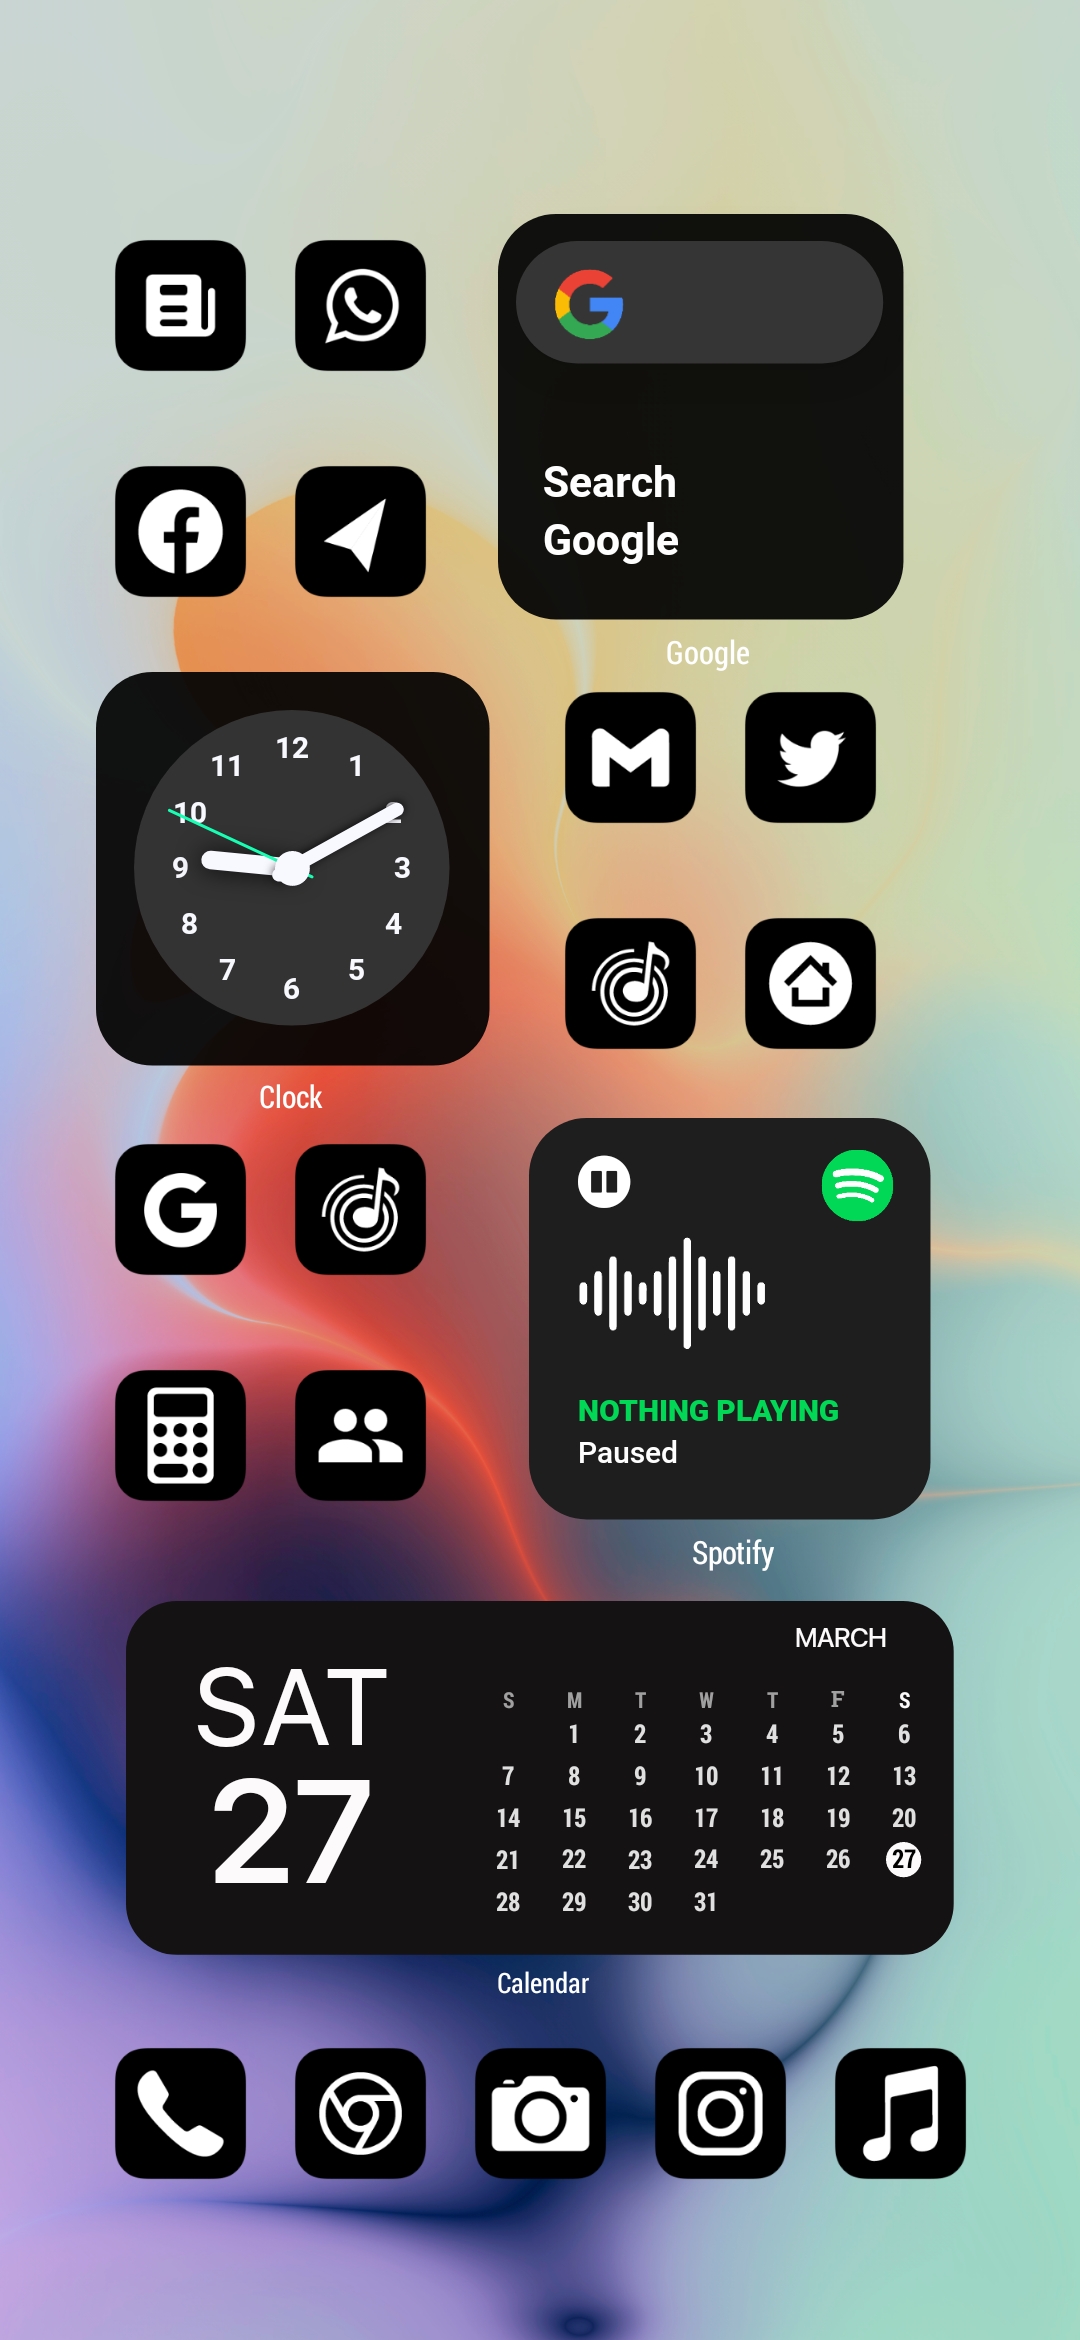 Search
Google
Google
12
11 1
10 2
9 3
8 4
7 5
6
Clock
NOTHING PLAYING
Paused
Spotify
MARCH
SAT
27
S M T W T F S
1 2 3 4 5 6
7 8 9 10 11 12 13
14 15 16 17 18 19 20
21 22 23 24 25 26 27
28 29 30 31
Calendar